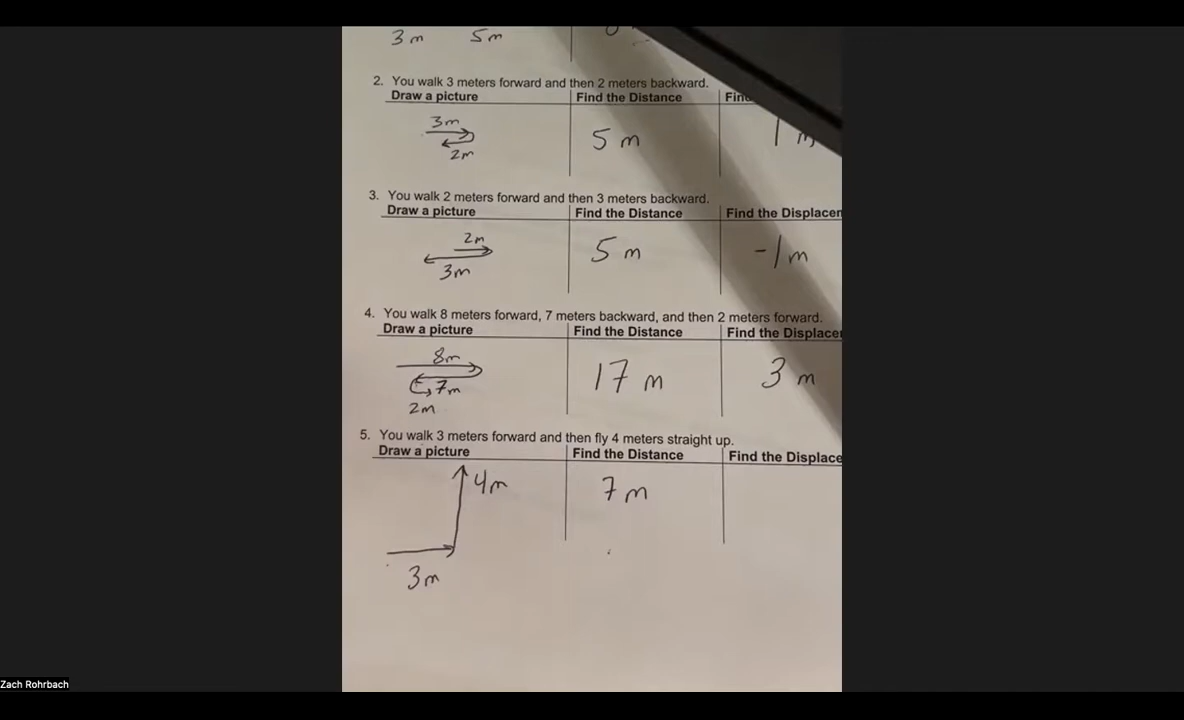 3m 5m
2. You walk 3 meters forward and then 2 meters backward.
Draw a picture Find the Distance
3m
5 m 1 m
2m
3. You walk 2 meters forward and then 3 meters backward.
Draw a picture Find the Distance Find the Displacem
2m
5 m -1m
3m
4. You walk 8 meters forward, 7 meters backward, and then 2 meters forward.
Draw a picture Find the Distance Find the Displace
8m
17 m 3 m
7m
2m
5. You walk 3 meters forward and then fly 4 meters straight up.
Draw a picture Find the Distance Find the Displace
4m 7 m
3m
Zach Rohrbach